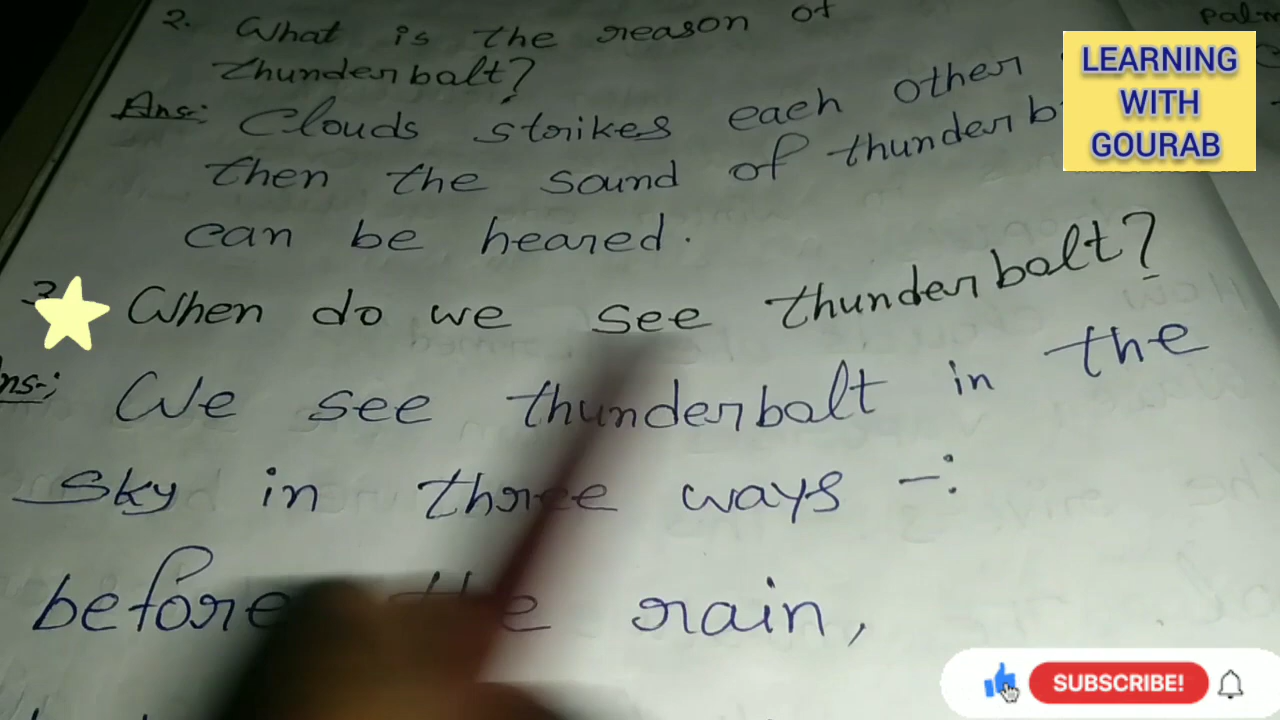 2. What is the reason of
thunderbolt?
Ans:- Clouds strikes each other
then the sound of
can be heared.
3. When do we see thunderbolt?
We see thunderbolt in the
sky in three ways -:
before the rain,
LEARNING
WITH
GOURAB
SUBSCRIBE!